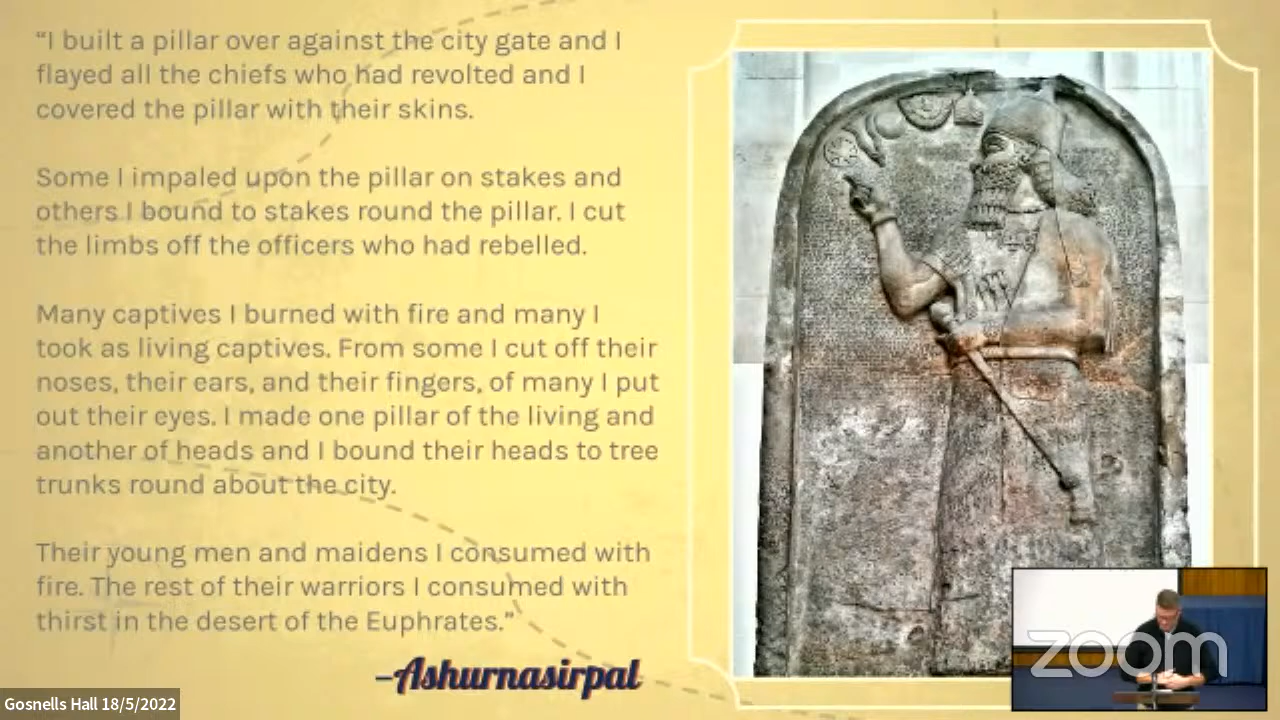 “I built a pillar over against the city gate and I
flayed all the chiefs who had revolted and I
covered the pillar with their skins.
Some I impaled upon the pillar on stakes and
others I bound to stakes round the pillar. I cut
the limbs off the officers who had rebelled.
Many captives I burned with fire and many I
took as living captives. From some I cut off their
noses, their ears, and their fingers, of many I put
out their eyes. I made one pillar of the living and
another of heads and I bound their heads to tree
trunks round about the city.
Their young men and maidens I consumed with
fire. The rest of their warriors I consumed with
thirst in the desert of the Euphrates.”
–Ashurnasirpal
zoom
Gosnells Hall 18/5/2022